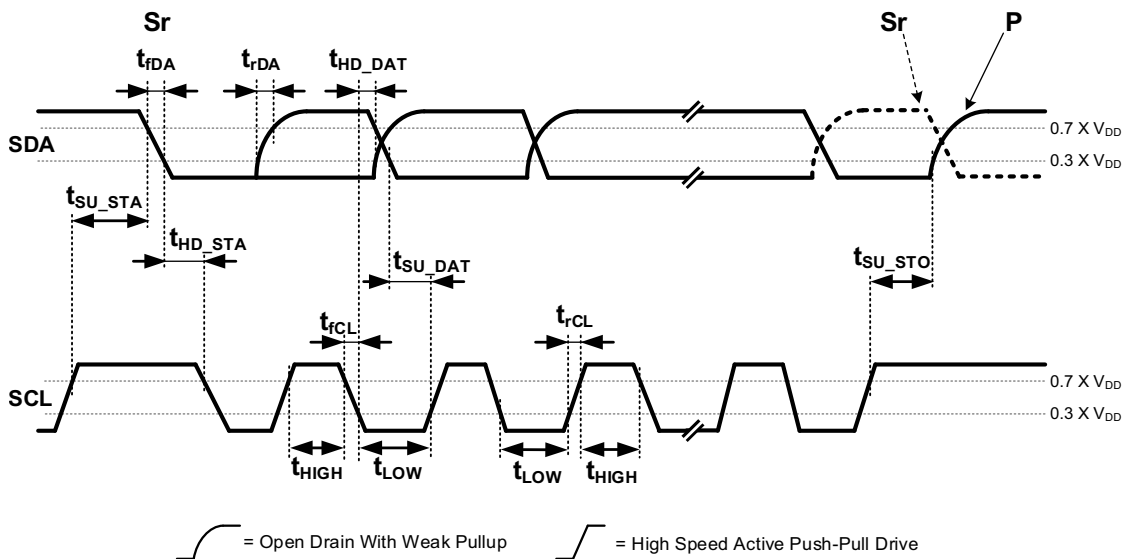 Sr Sr P
tfDA trDA tHD_DAT
SDA
0.7 X VDD
0.3 X VDD
tSU_STA
tHD_STA
tSU_DAT
tSU_STO
tfCL trCL
SCL
0.7 X VDD
0.3 X VDD
tHIGH tLOW tLOW tHIGH
= Open Drain With Weak Pullup = High Speed Active Push-Pull Drive